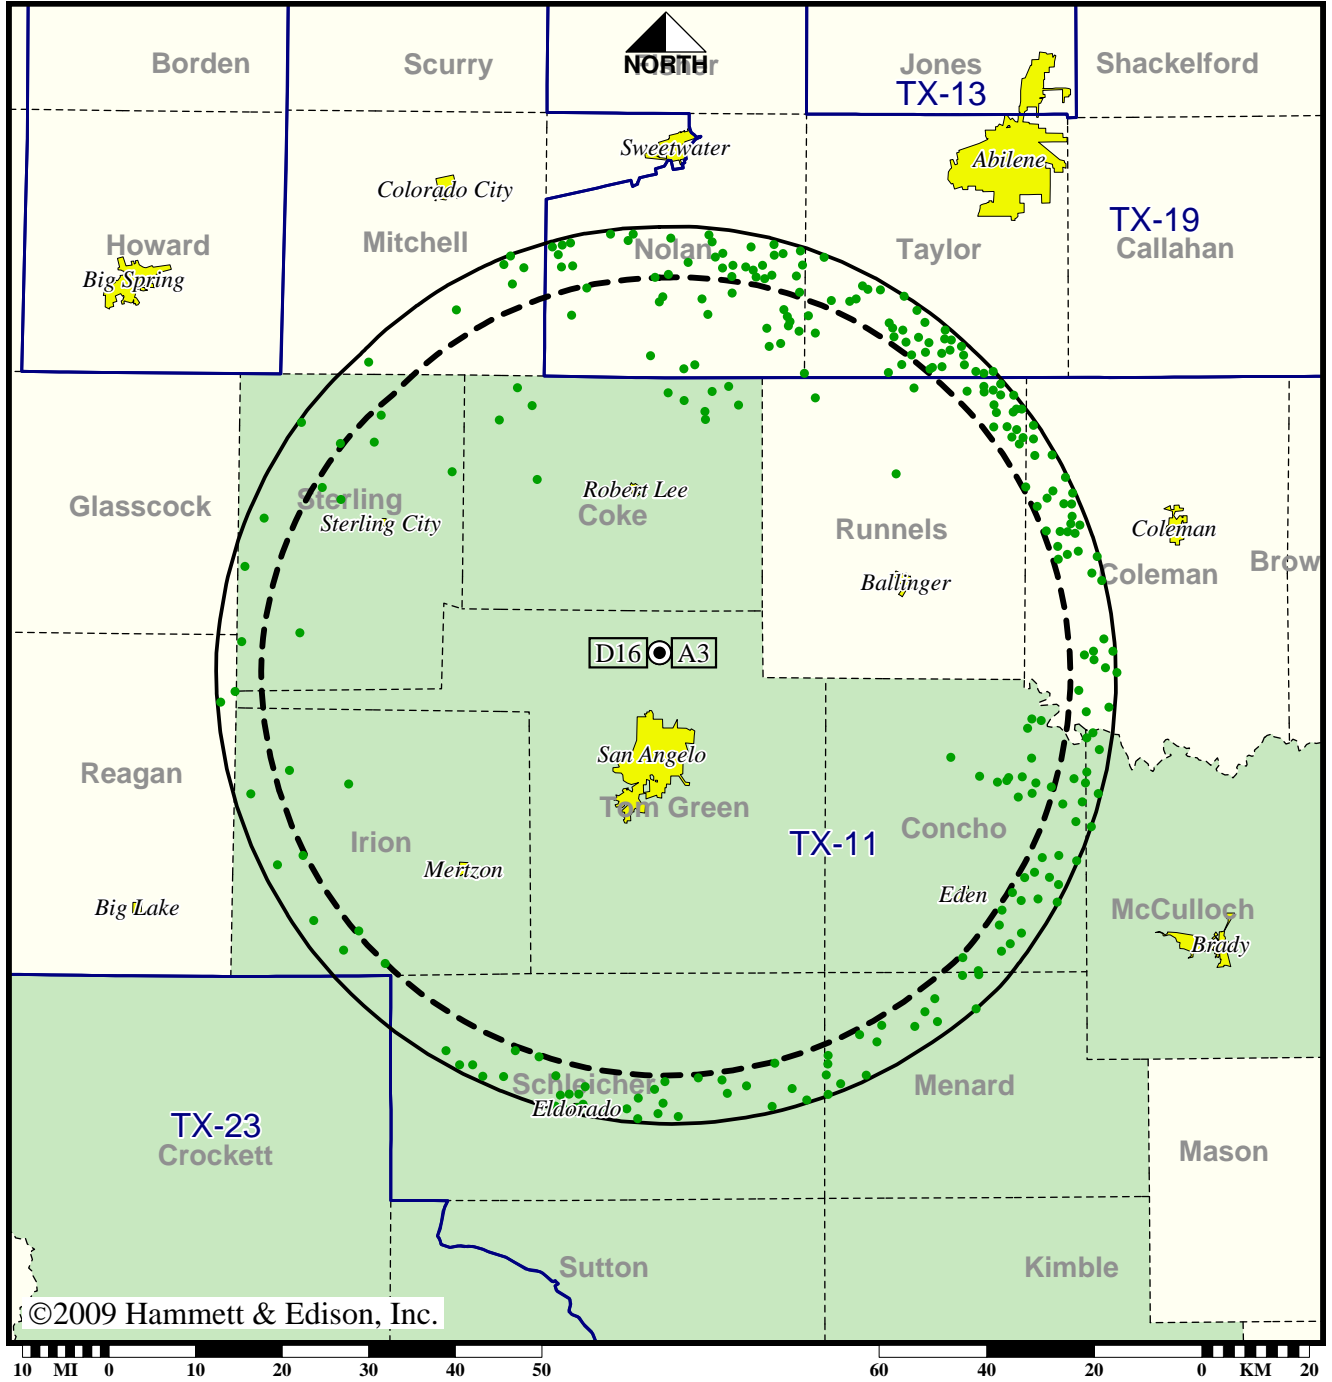 Borden
Scurry
Fisher
NORTH
Jones
TX-13
Shackelford
Sweetwater
Abilene
Colorado City
TX-19
Howard
Mitchell
Nolan
Taylor
Callahan
Big Spring
Glasscock
Sterling
Sterling City
Robert Lee
Coke
Runnels
Coleman
Brow
Ballinger
Coleman
D16
A3
San Angelo
Reagan
Tom Green
Irion
TX-11
Concho
Mertzon
Eden
Big Lake
McCulloch
Brady
Schleicher
Menard
Eldorado
TX-23
Crockett
Mason
Sutton
Kimble
©2009 Hammett & Edison, Inc.
10 MI 0 10 20 30 40 50
60 40 20 0 KM 20